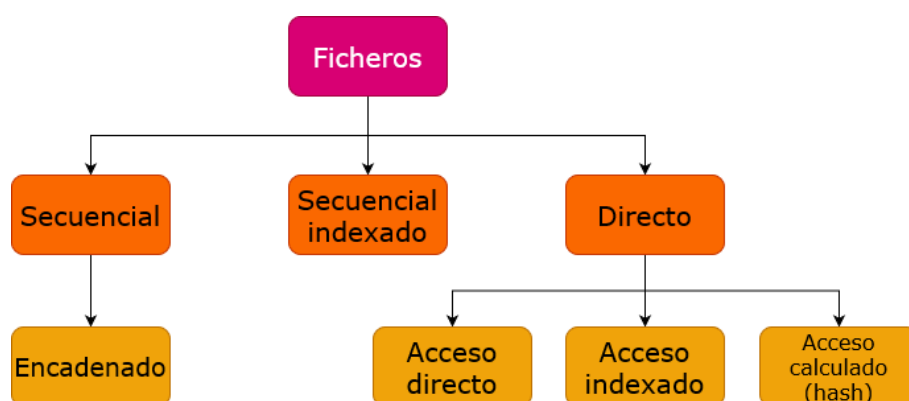 Ficheros
Secuencial
Secuencial
indexado
Directo
Encadenado
Acceso
directo
Acceso
indexado
Acceso
calculado
(hash)